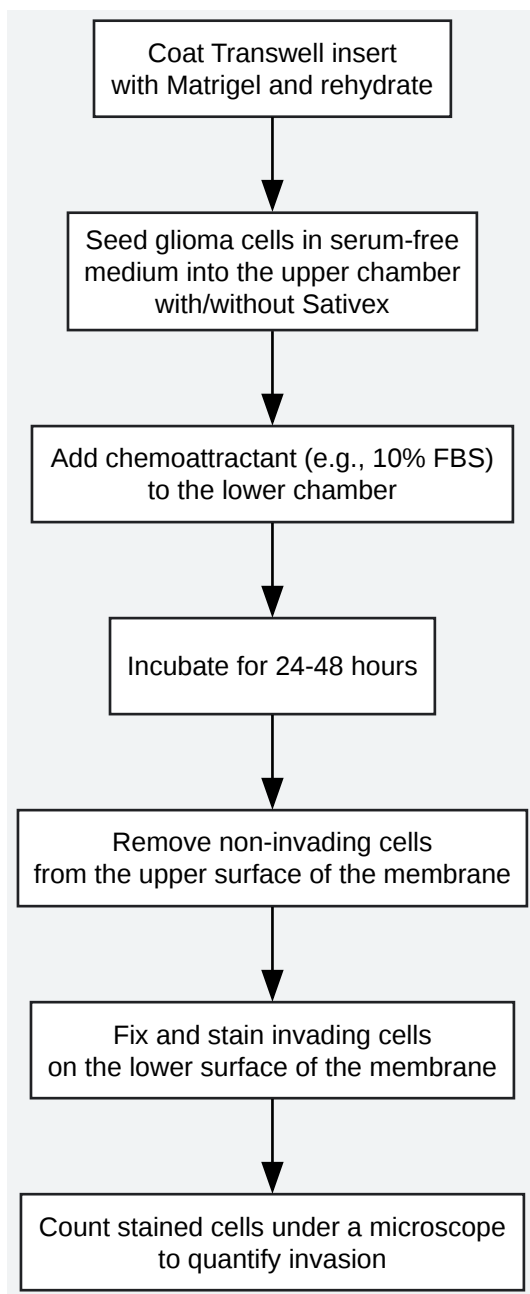 Coat Transwell insert
with Matrigel and rehydrate
Seed glioma cells in serum-free
medium into the upper chamber
with/without Sativex
Add chemoattractant (e.g., 10% FBS)
to the lower chamber
Incubate for 24-48 hours
Remove non-invading cells
from the upper surface of the membrane
Fix and stain invading cells
on the lower surface of the membrane
Count stained cells under a microscope
to quantify invasion